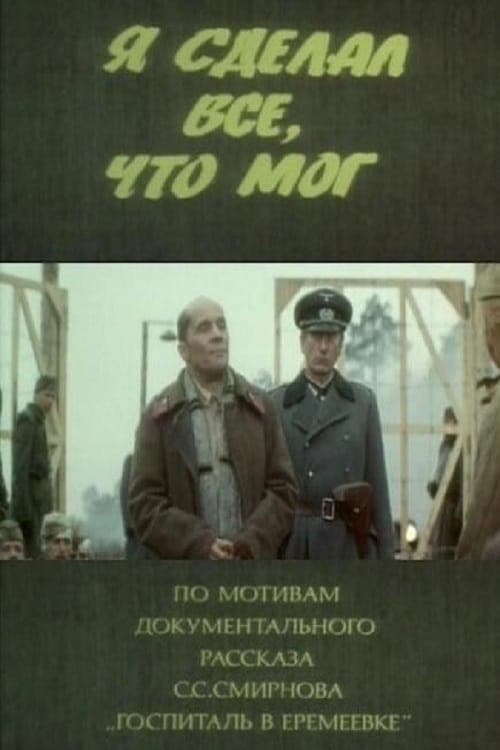 Я СДЕЛАЛ
ВСЕ,
ЧТО МОГ
ПО МОТИВАМ
ДОКУМЕНТАЛЬНОГО
РАССКАЗА
С.С.СМИРНОВА
„ГОСПИТАЛЬ В ЕРЕМЕЕВКЕ"